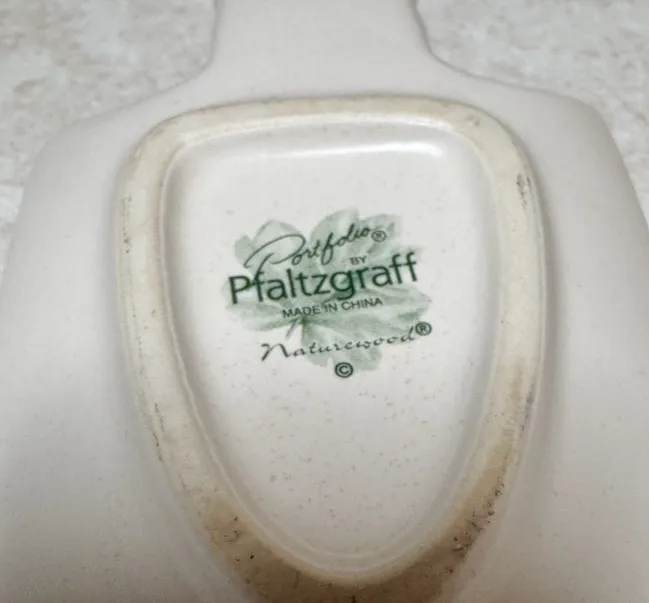 Portfolio®
BY
Pfaltzgraff
MADE IN CHINA
Naturewood®
©